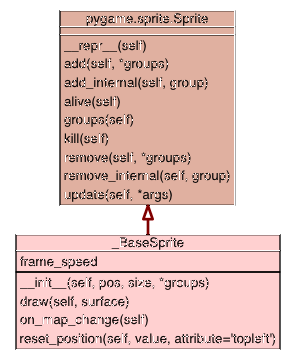 pygame.sprite.Sprite
__repr__(self)
add(self, *groups)
add_internal(self, group)
alive(self)
groups(self)
kill(self)
remove(self, *groups)
remove_internal(self, group)
update(self, *args)
_BaseSprite
frame_speed
__init__(self, pos, size, *groups)
draw(self, surface)
on_map_change(self)
reset_position(self, value, attribute='topleft')